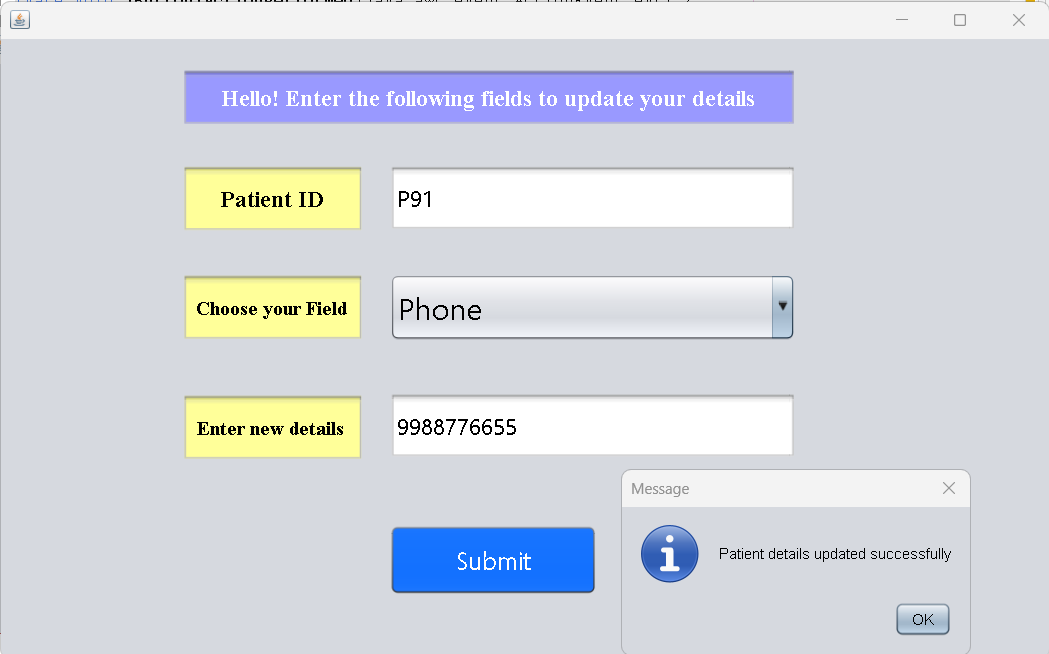 Hello! Enter the following fields to update your details
Patient ID
P91
Choose your Field
Phone
Enter new details
9988776655
Submit
Message
Patient details updated successfully
OK